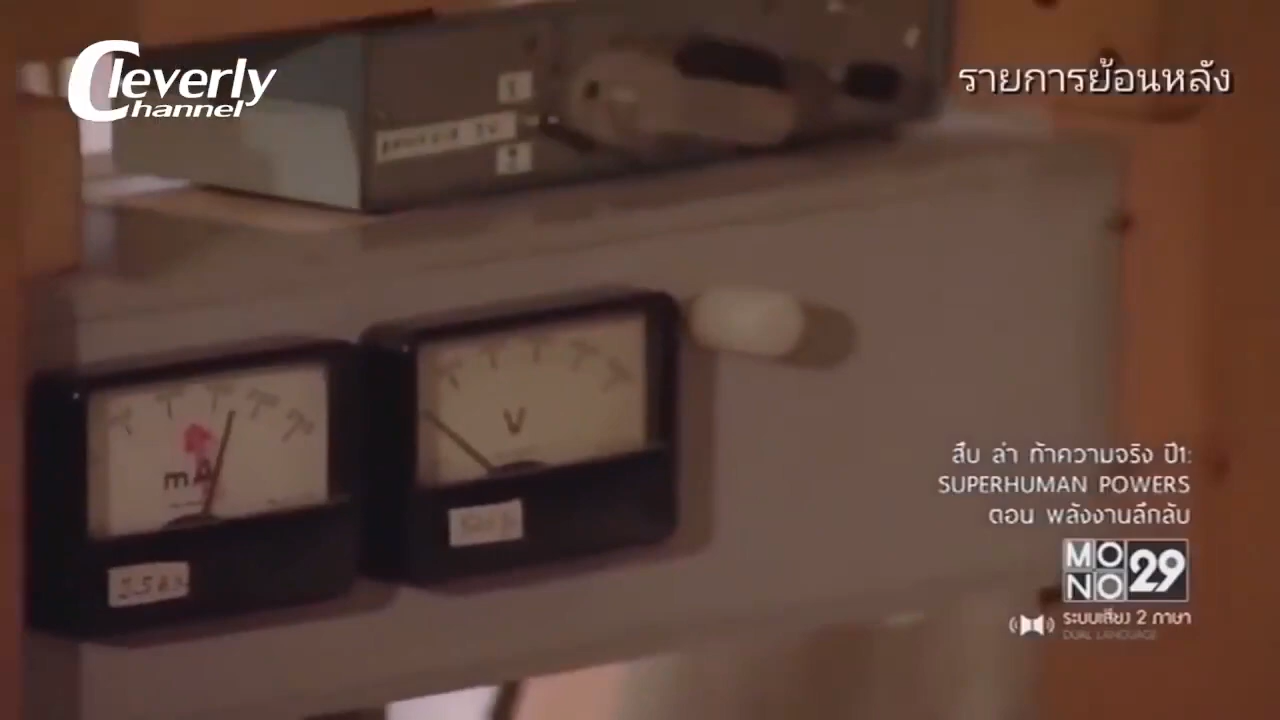 Cleverly
Channel
รายการย้อนหลัง
mA
V
สืบ ล่า ท้าความจริง ปี1:
SUPERHUMAN POWERS
ตอน พลังงานลึกลับ
MONO
29
ระบบเสียง 2 ภาษา
DUAL LANGUAGE